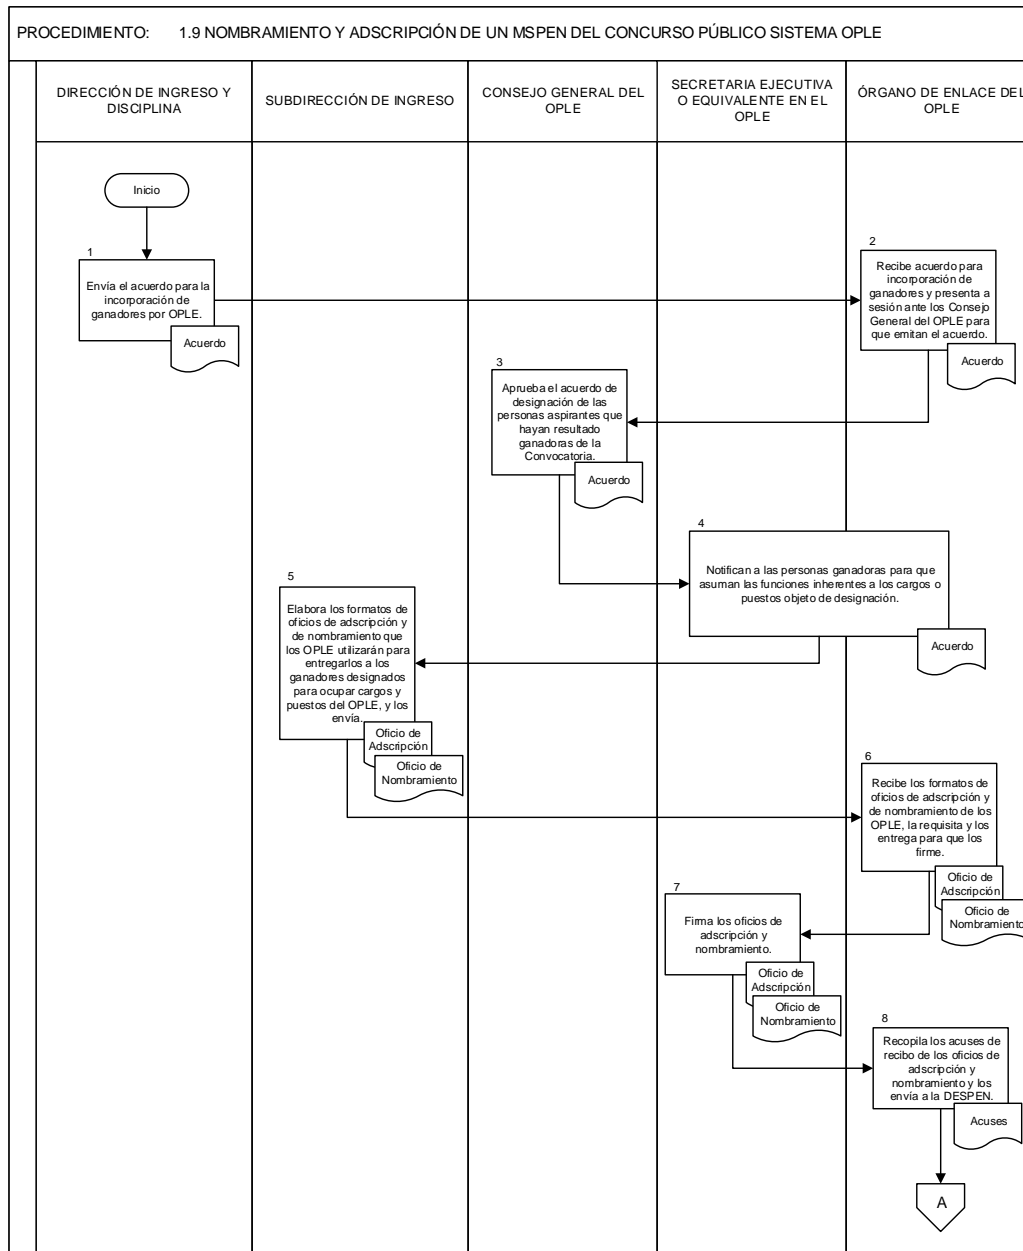 PROCEDIMIENTO: 1.9 NOMBRAMIENTO Y ADSCRIPCIÓN DE UN MSPEN DEL CONCURSO PÚBLICO SISTEMA OPLE
DIRECCIÓN DE INGRESO Y
DISCIPLINA
SUBDIRECCIÓN DE INGRESO
CONSEJO GENERAL DEL
OPLE
SECRETARIA EJECUTIVA
O EQUIVALENTE EN EL
OPLE
ÓRGANO DE ENLACE DEL
OPLE
Inicio
1
Envía el acuerdo para la
incorporación de
ganadores por OPLE.
Acuerdo
2
Recibe acuerdo para
incorporación de
ganadores y presenta a
sesión ante los Consejo
General del OPLE para
que emitan el acuerdo.
Acuerdo
3
Aprueba el acuerdo de
designación de las
personas aspirantes que
hayan resultado
ganadoras de la
Convocatoria.
Acuerdo
4
Notifican a las personas ganadoras para que
asuman las funciones inherentes a los cargos o
puestos objeto de designación.
Acuerdo
5
Elabora los formatos de
oficios de adscripción y
de nombramiento que
los OPLE utilizarán para
entregarlos a los
ganadores designados
para ocupar cargos y
puestos del OPLE, y los
envía.
Oficio de
Adscripción
Oficio de
Nombramiento
6
Recibe los formatos de
oficios de adscripción y
de nombramiento de los
OPLE, la requisita y los
entrega para que los
firme.
Oficio de
Adscripción
Oficio de
Nombramiento
7
Firma los oficios de
adscripción y
nombramiento.
Oficio de
Adscripción
Oficio de
Nombramiento
8
Recopila los acuses de
recibo de los oficios de
adscripción y
nombramiento y los
envía a la DESPEN.
Acuses
A